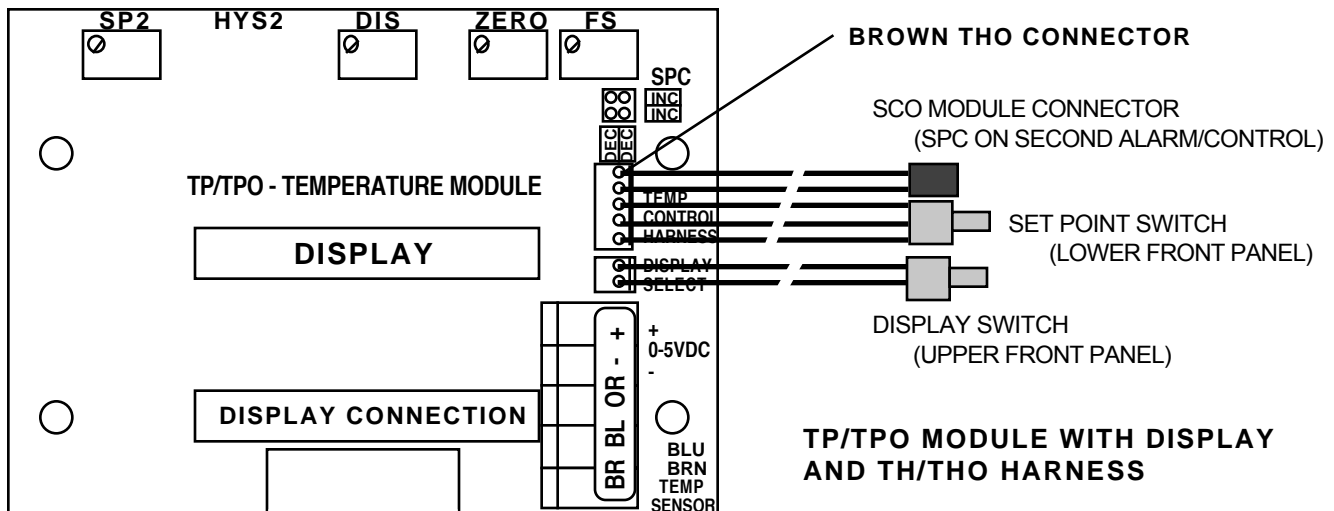 SP2 HYS2 DIS ZERO FS
SPC
INC
INC
DEC
DEC
BROWN THO CONNECTOR
SCO MODULE CONNECTOR
(SPC ON SECOND ALARM/CONTROL)
TP/TPO - TEMPERATURE MODULE
TEMP
CONTROL
HARNESS
SET POINT SWITCH
(LOWER FRONT PANEL)
DISPLAY
DISPLAY
SELECT
DISPLAY SWITCH
(UPPER FRONT PANEL)
+
0-5VDC
-
BR BL OR - +
DISPLAY CONNECTION
BLU
BRN
TEMP
SENSOR
TP/TPO MODULE WITH DISPLAY
AND TH/THO HARNESS